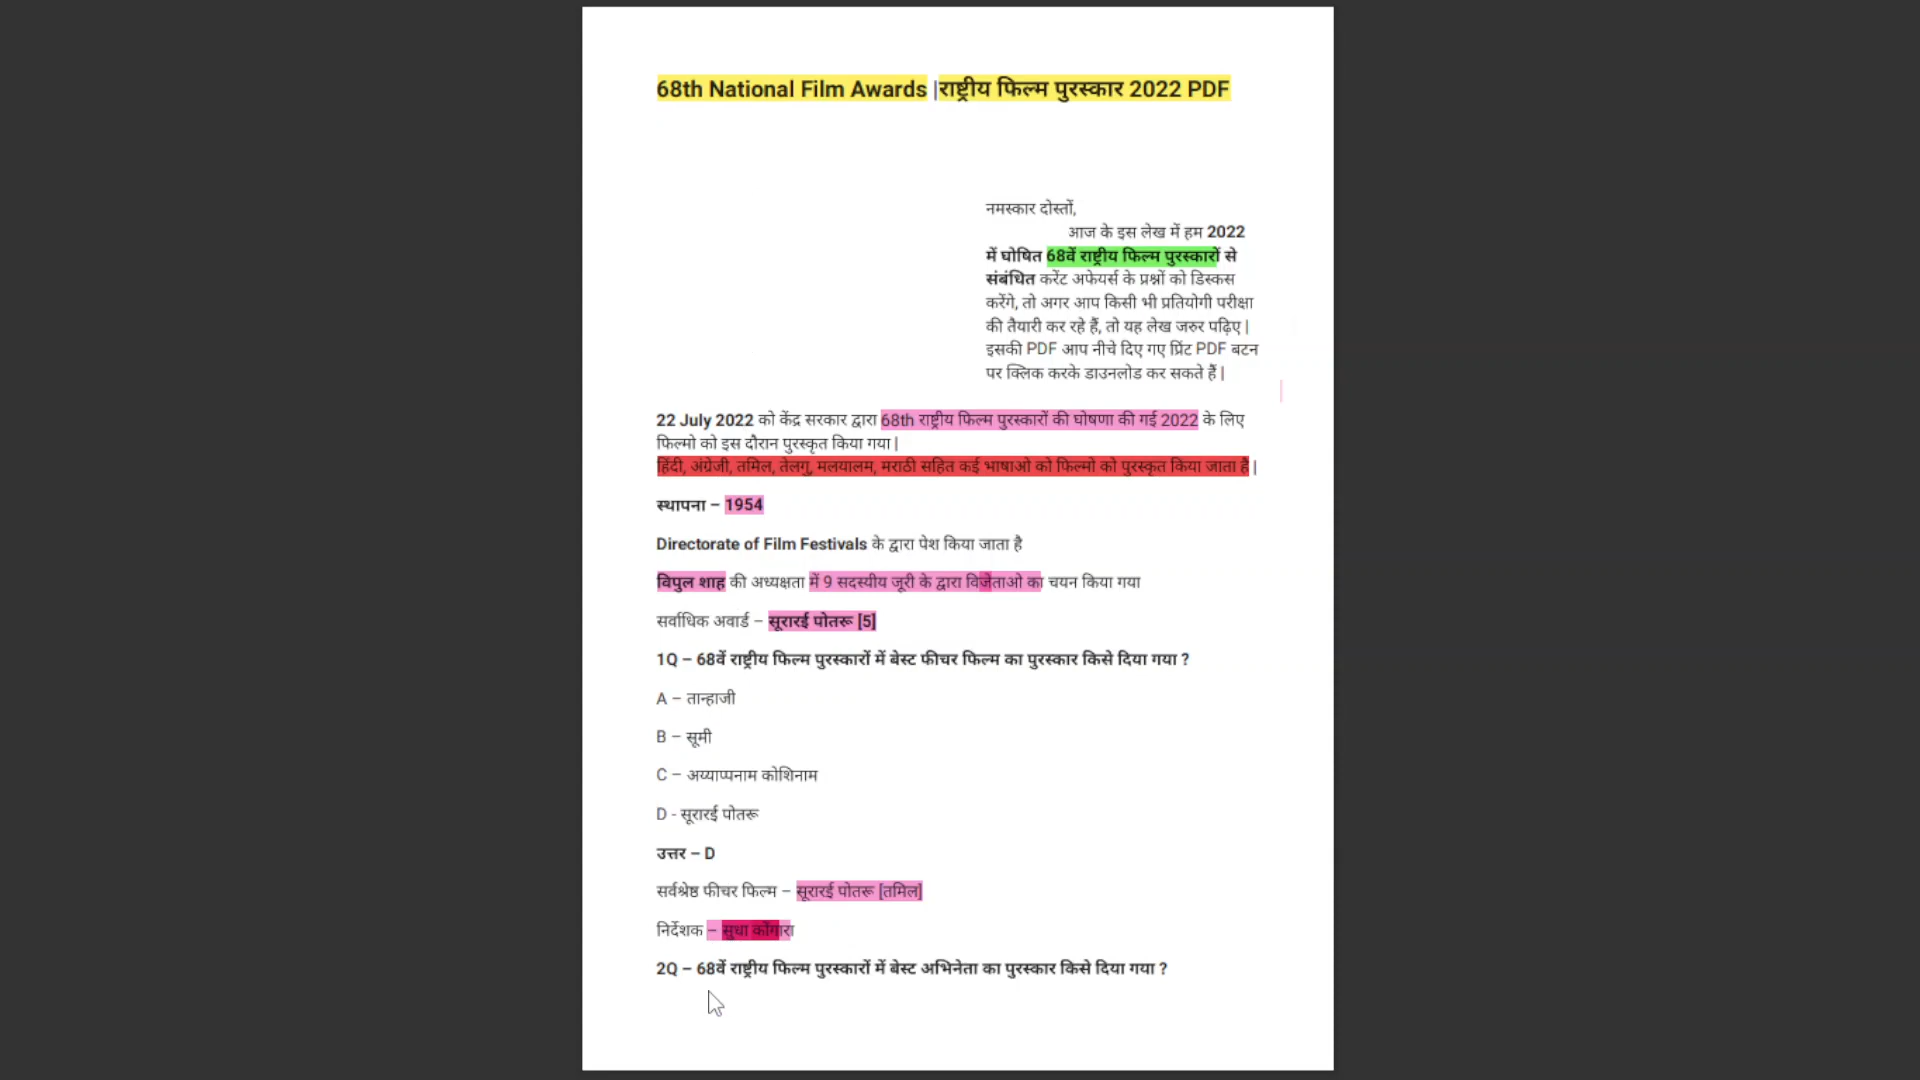 68th National Film Awards |राष्ट्रीय फिल्म पुरस्कार 2022 PDF
नमस्कार दोस्तों,
आज के इस लेख में हम 2022
में घोषित 68वें राष्ट्रीय फिल्म पुरस्कारों से
संबंधित करेंट अफेयर्स के प्रश्नों को डिस्कस
करेंगे, तो अगर आप किसी भी प्रतियोगी परीक्षा
की तैयारी कर रहे हैं, तो यह लेख जरुर पढ़िए |
इसकी PDF आप नीचे दिए गए प्रिंट PDF बटन
पर क्लिक करके डाउनलोड कर सकते हैं |
22 July 2022 को केंद्र सरकार द्वारा 68th राष्ट्रीय फिल्म पुरस्कारों की घोषणा की गई 2022 के लिए
फिल्मो को इस दौरान पुरस्कृत किया गया |
हिंदी, अंग्रेजी, तमिल, तेलगु, मलयालम, मराठी सहित कई भाषाओ को फिल्मो को पुरस्कृत किया जाता है |
स्थापना – 1954
Directorate of Film Festivals के द्वारा पेश किया जाता है
विपुल शाह की अध्यक्षता में 9 सदस्यीय जूरी के द्वारा विजेताओ का चयन किया गया
सर्वाधिक अवार्ड – सूरारई पोतरू [5]
1Q – 68वें राष्ट्रीय फिल्म पुरस्कारों में बेस्ट फीचर फिल्म का पुरस्कार किसे दिया गया ?
A – तान्हाजी
B – सूमी
C – अय्याप्पनाम कोशिनाम
D - सूरारई पोतरू
उत्तर – D
सर्वश्रेष्ठ फीचर फिल्म – सूरारई पोतरू [तमिल]
निर्देशक – सुधा कोंगारा
2Q – 68वें राष्ट्रीय फिल्म पुरस्कारों में बेस्ट अभिनेता का पुरस्कार किसे दिया गया ?